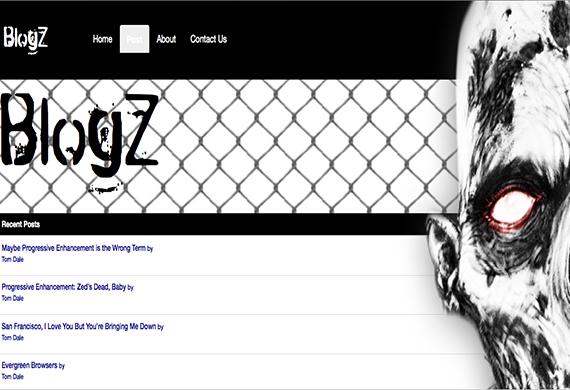 BlogZ
Home Post About Contact Us
BlogZ
Recent Posts
Maybe Progressive Enhancement is the Wrong Term by
Tom Dale
Progressive Enhancement: Zed's Dead, Baby by
Tom Dale
San Francisco, I Love You But You're Bringing Me Down by
Tom Dale
Evergreen Browsers by
Tom Dale